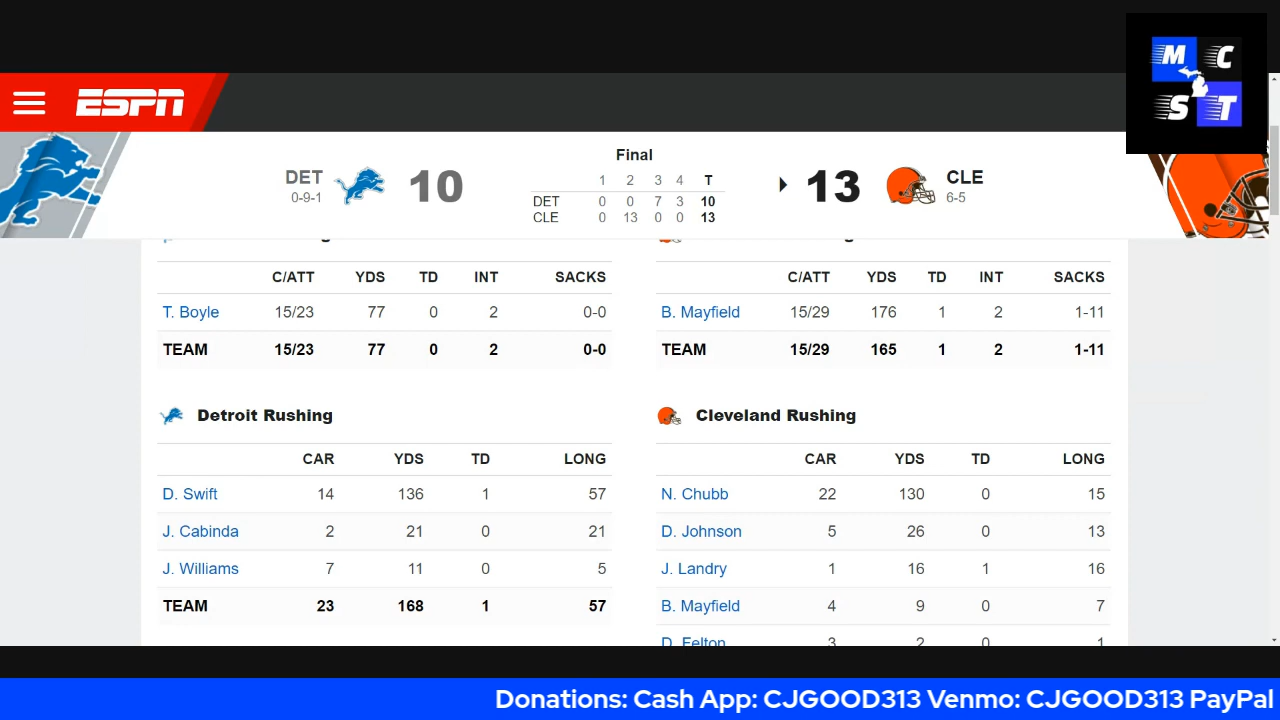 M C
S T
ESPN
Final
DET
0-9-1
10
1 2 3 4 T
DET 0 0 7 3 10
CLE 0 13 0 0 13
13
CLE
6-5
C/ATT YDS TD INT SACKS
T. Boyle 15/23 77 0 2 0-0
TEAM 15/23 77 0 2 0-0
C/ATT YDS TD INT SACKS
B. Mayfield 15/29 176 1 2 1-11
TEAM 15/29 165 1 2 1-11
Detroit Rushing
CAR YDS TD LONG
D. Swift 14 136 1 57
J. Cabinda 2 21 0 21
J. Williams 7 11 0 5
TEAM 23 168 1 57
Cleveland Rushing
CAR YDS TD LONG
N. Chubb 22 130 0 15
D. Johnson 5 26 0 13
J. Landry 1 16 1 16
B. Mayfield 4 9 0 7
D. Felton 3 2 0 1
Donations: Cash App: CJGOOD313 Venmo: CJGOOD313 PayPal